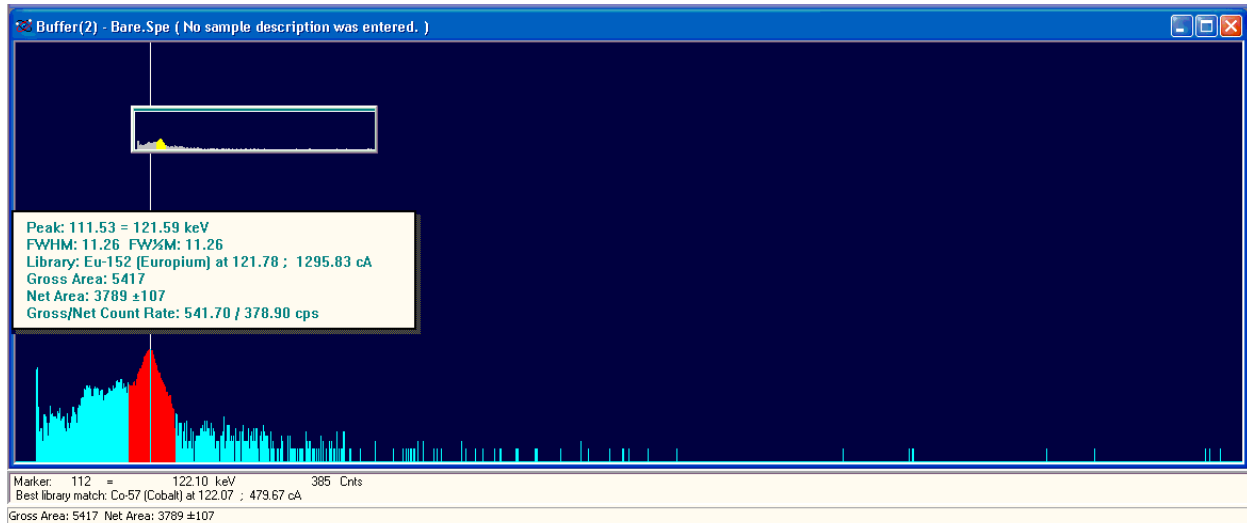 Buffer(2) - Bare.Spe ( No sample description was entered. )
Peak: 111.53 = 121.59 keV
FWHM: 11.26 FW⅕M: 11.26
Library: Eu-152 (Europium) at 121.78 ; 1295.83 cA
Gross Area: 5417
Net Area: 3789 ±107
Gross/Net Count Rate: 541.70 / 378.90 cps
Marker: 112 = 122.10 keV 385 Cnts
Best library match: Co-57 (Cobalt) at 122.07 ; 479.67 cA
Gross Area: 5417 Net Area: 3789 ±107